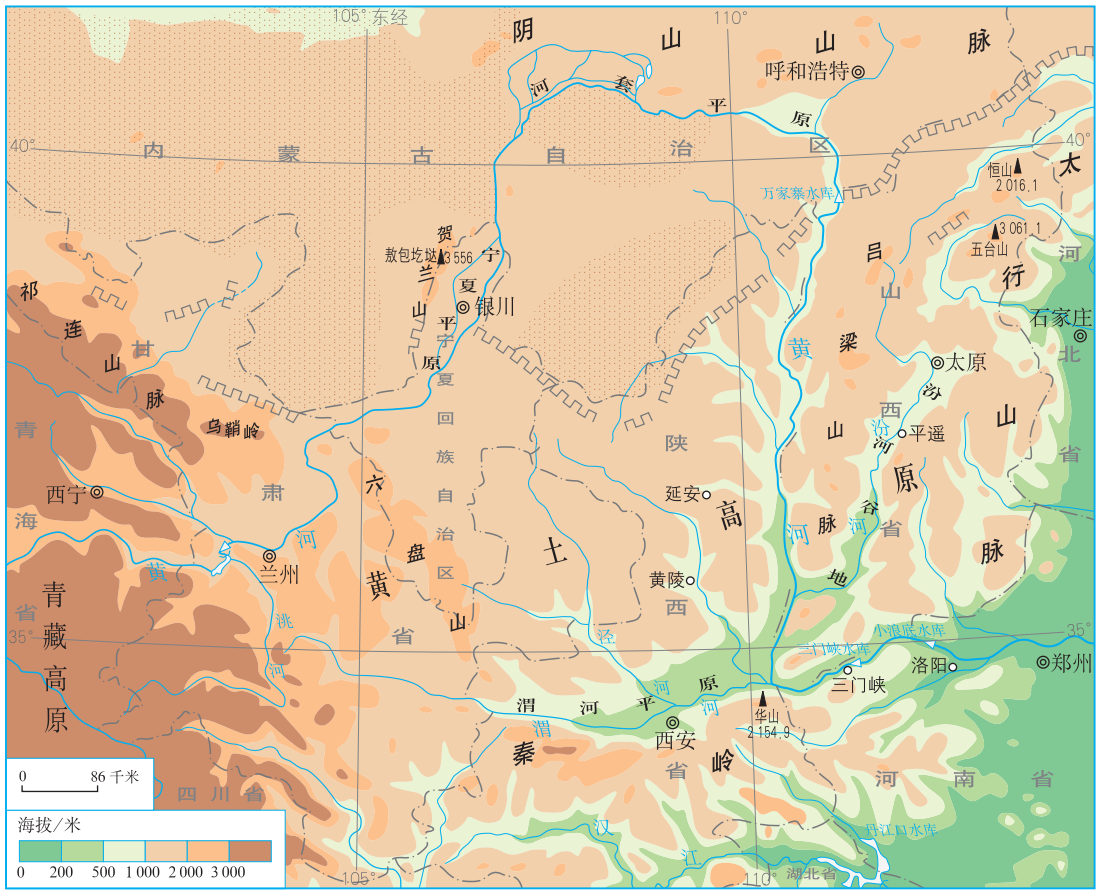 105° 东经
110°
阴 山 山 脉
呼和浩特
河 套 平 原
40°
40°
内 蒙 古 自 治 区
太 行 山 脉
恒山
2 016.1
万家寨水库
3 061.1
五台山
河 北 省
石家庄
贺 兰 山
敖包圪垯
3 556
宁 夏 平 原
银川
宁 夏 回 族 自 治 区
吕 梁 山 脉
山 西 省
祁 连 山 脉
甘 肃 省
乌鞘岭
黄
太原
汾 河 谷 地
汾 河
平遥
青 海 省
西宁
陕 西 省
延安
黄 土 高 原
六 盘 山
河
兰州
黄
河
黄陵
青 藏 高 原
洮 河
35°
35°
泾 河
小浪底水库
三门峡水库
洛阳
郑州
三门峡
渭 河 平 原
渭 河
西安
华山
2 154.9
秦 岭
河 南 省
四 川 省
汉 江
丹江口水库
湖北省
105°
110°
0 86 千米
海拔/米
0 200 500 1 000 2 000 3 000